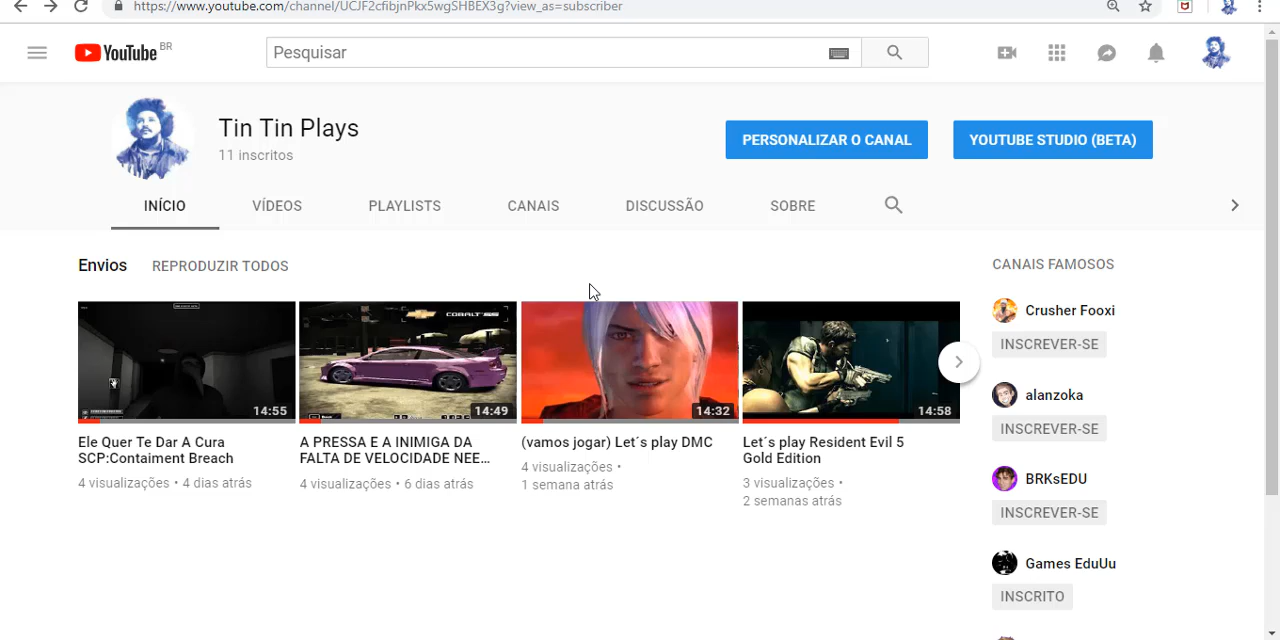 https://www.youtube.com/channel/UCJF2cfibjnPkx5wgSHBEX3g?view_as=subscriber
YouTube BR
Pesquisar
Tin Tin Plays
11 inscritos
PERSONALIZAR O CANAL
YOUTUBE STUDIO (BETA)
INÍCIO VÍDEOS PLAYLISTS CANAIS DISCUSSÃO SOBRE
Envios REPRODUZIR TODOS
14:55
COBALT SS
14:49
14:32
14:58
Ele Quer Te Dar A Cura
SCP:Contaiment Breach
4 visualizações • 4 dias atrás
A PRESSA E A INIMIGA DA
FALTA DE VELOCIDADE NEE...
4 visualizações • 6 dias atrás
(vamos jogar) Let´s play DMC
4 visualizações •
1 semana atrás
Let´s play Resident Evil 5
Gold Edition
3 visualizações •
2 semanas atrás
CANAIS FAMOSOS
Crusher Fooxi
INSCREVER-SE
alanzoka
INSCREVER-SE
BRKsEDU
INSCREVER-SE
Games EduUu
INSCRITO